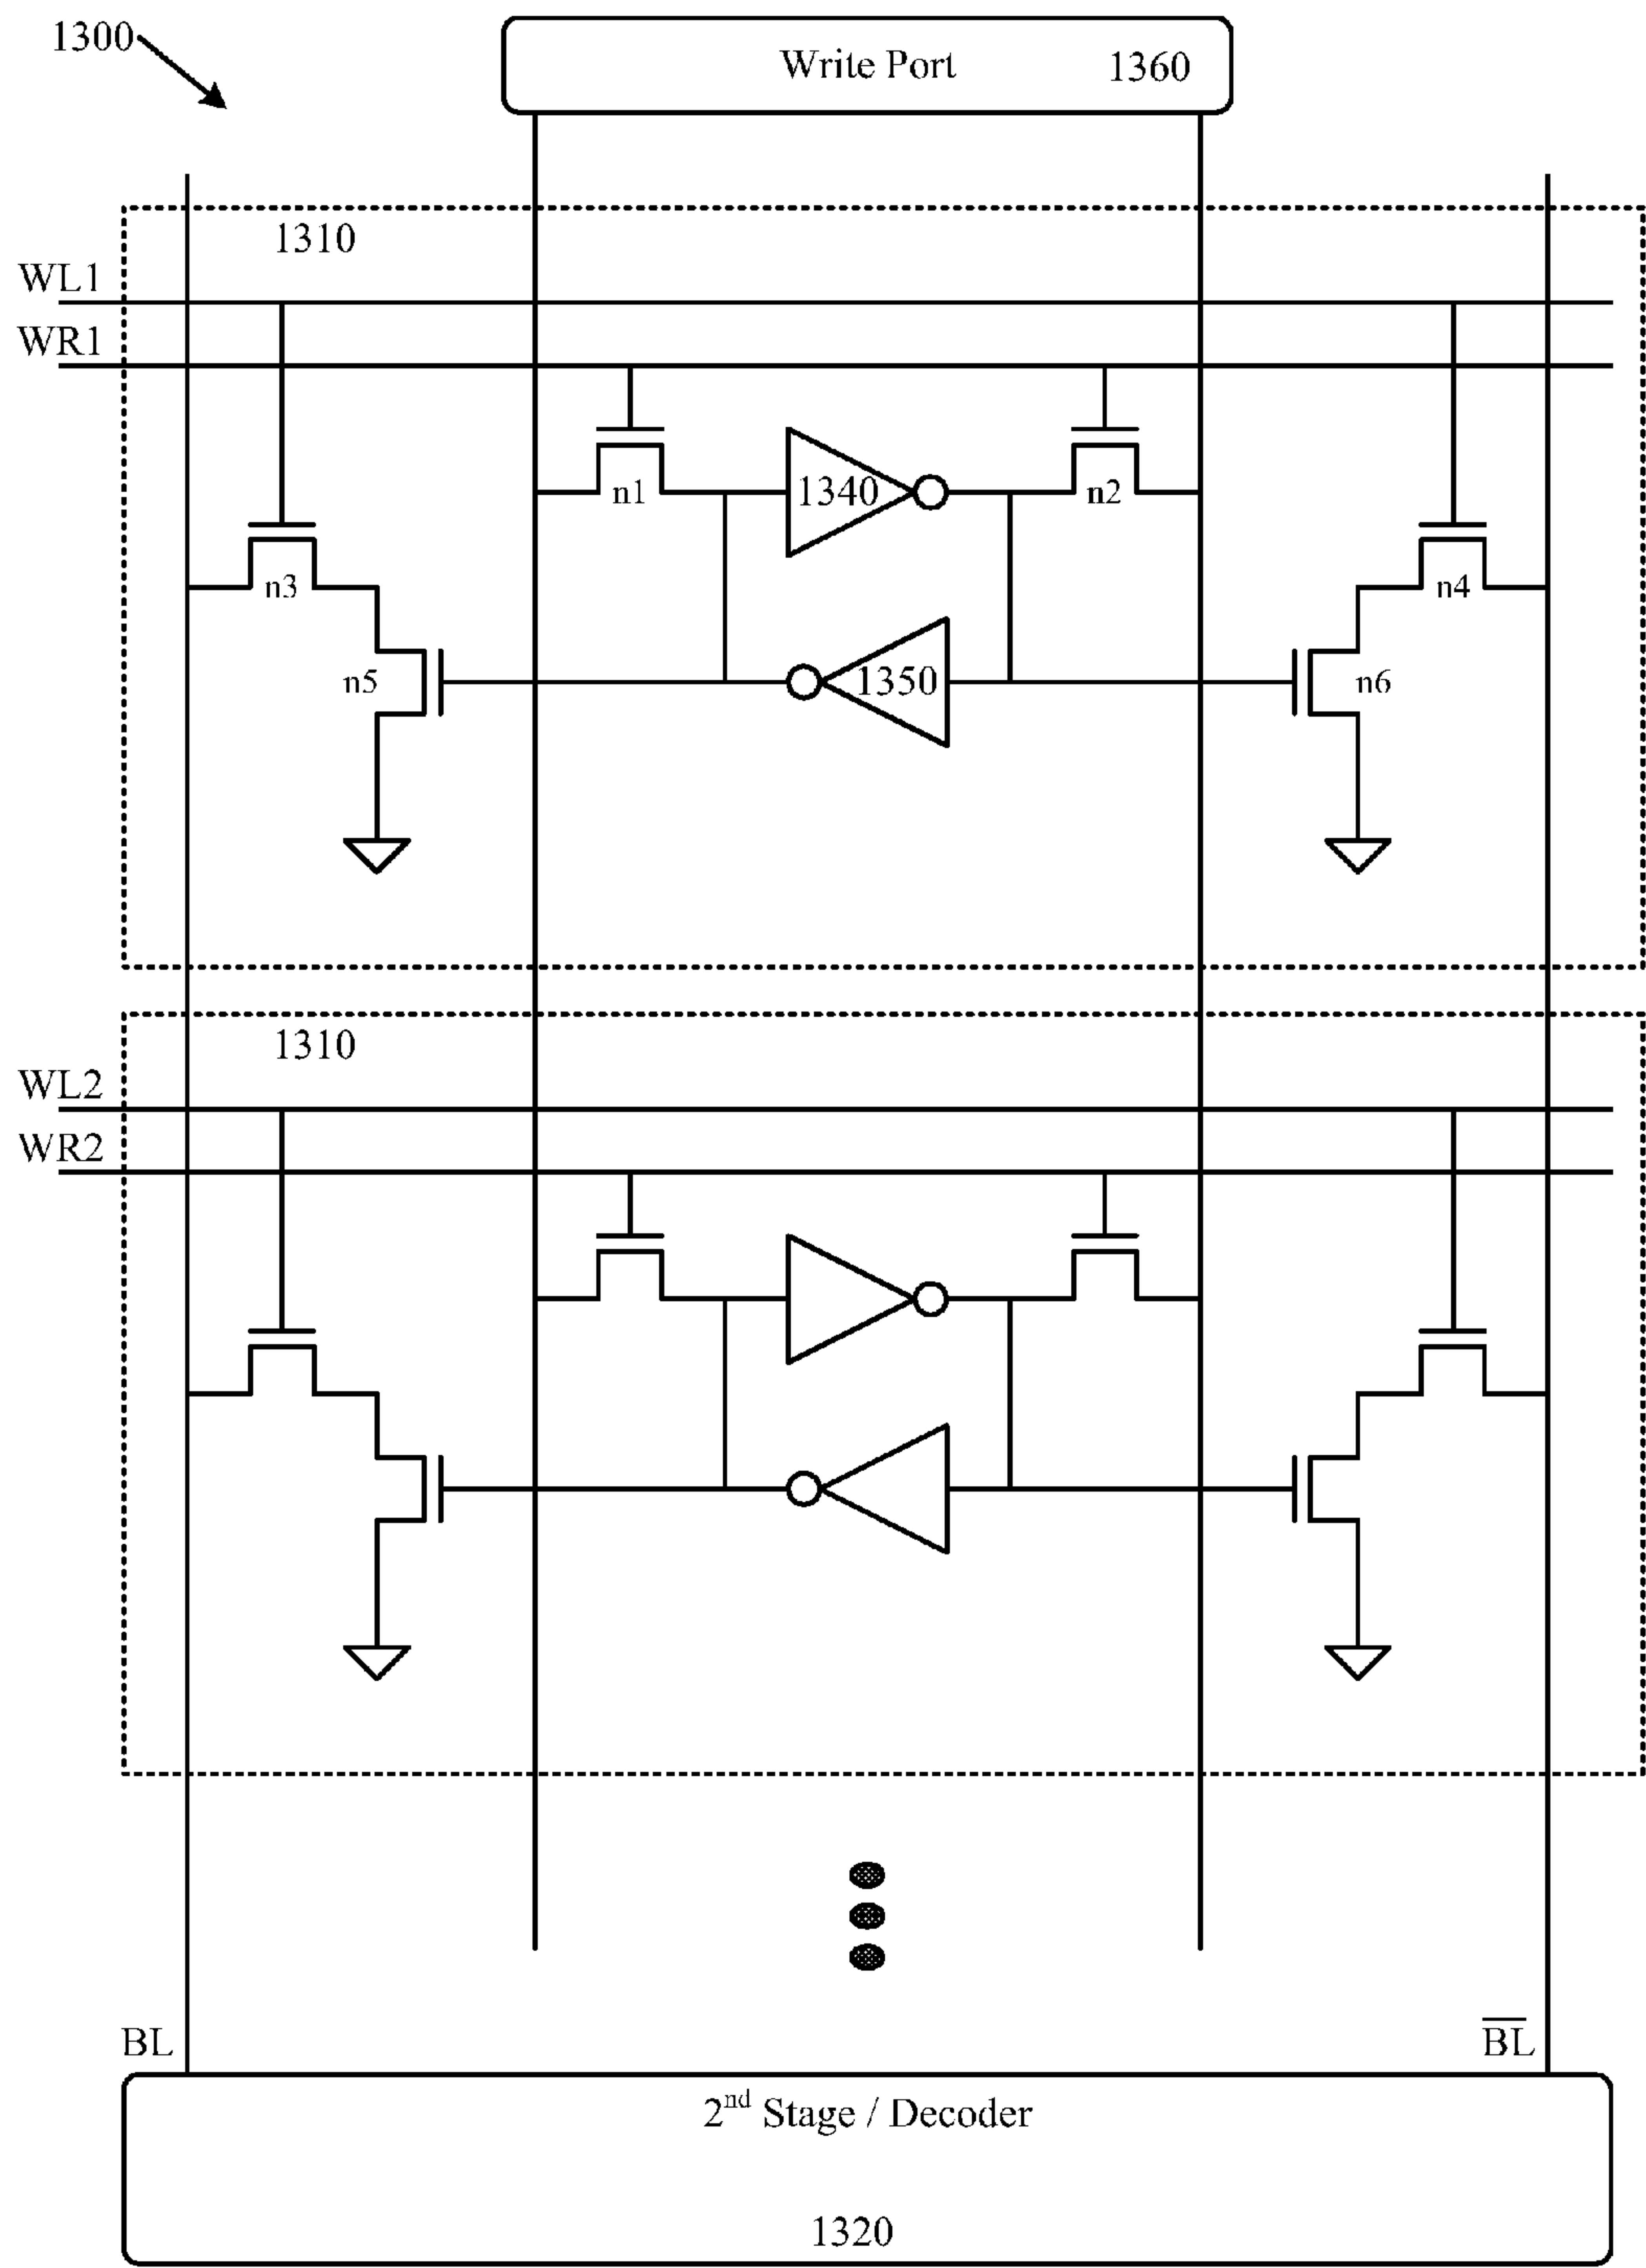 1300
Write Port 1360
1310
WL1
WR1
1340
n1
n2
n3
n4
1350
n5
n6
1310
WL2
WR2
BL
B̅L̅
2nd Stage / Decoder
1320